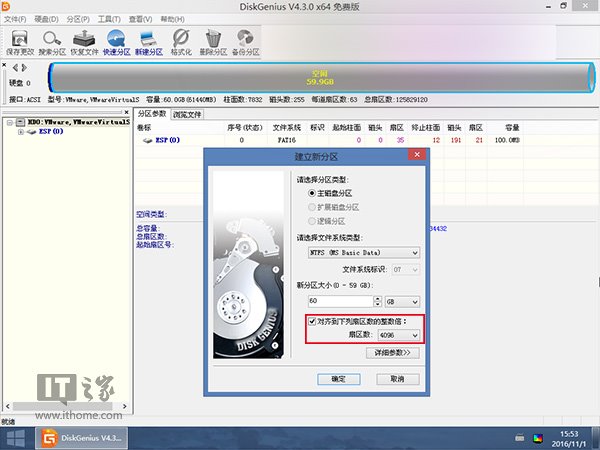 DiskGenius V4.3.0 x64 免费版
文件(F) 硬盘(D) 分区(P) 工具(T) 查看(V) 帮助(H)
保存更改 搜索分区 恢复文件 快速分区 新建分区 格式化 删除分区 备份分区
空闲
59.9GB
硬盘 0
接口:ACSI 型号:VMware,VMwareVirtualS 容量:60.0GB(61440MB) 柱面数:7832 磁头数:255 每道扇区数:63 总扇区数:125829120
HD0:VMware,VMwareVirtualS
ESP(0)
分区参数 浏览文件
卷标 序号(状态) 文件系统 标识 起始柱面 磁头 扇区 终止柱面 磁头 扇区 容量
ESP(0) 0 FAT16 0 0 35 12 191 21 100.0MB
空间类型:
总容量:
总扇区数:
起始扇区号:
34432
建立新分区
请选择分区类型:
主磁盘分区
扩展磁盘分区
逻辑分区
请选择文件系统类型:
NTFS (MS Basic Data)
文件系统标识: 07
新分区大小(0 - 59 GB):
60 GB
对齐到下列扇区数的整数倍:
扇区数: 4096
详细参数>>
确定 取消
DISK GENIUS
IT之家
www.ithome.com
就绪
DiskGenius V4.3...
15:53
2016/11/1